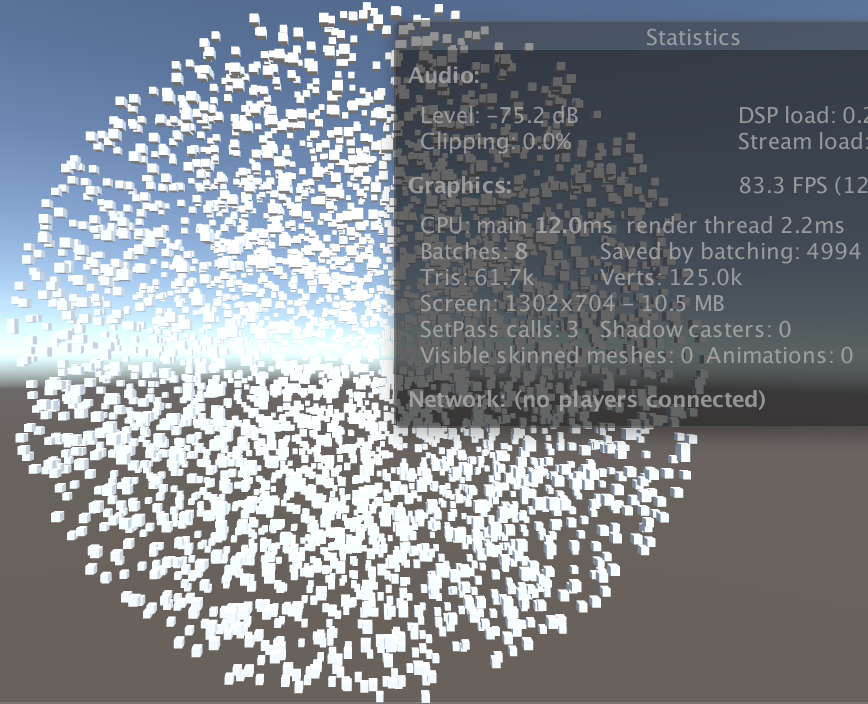 Statistics
Audio:
Level: -75.2 dB DSP load: 0.2
Clipping: 0.0% Stream load:
Graphics: 83.3 FPS (12
CPU: main 12.0ms render thread 2.2ms
Batches: 8 Saved by batching: 4994
Tris: 61.7k Verts: 125.0k
Screen: 1302x704 - 10.5 MB
SetPass calls: 3 Shadow casters: 0
Visible skinned meshes: 0 Animations: 0
Network: (no players connected)